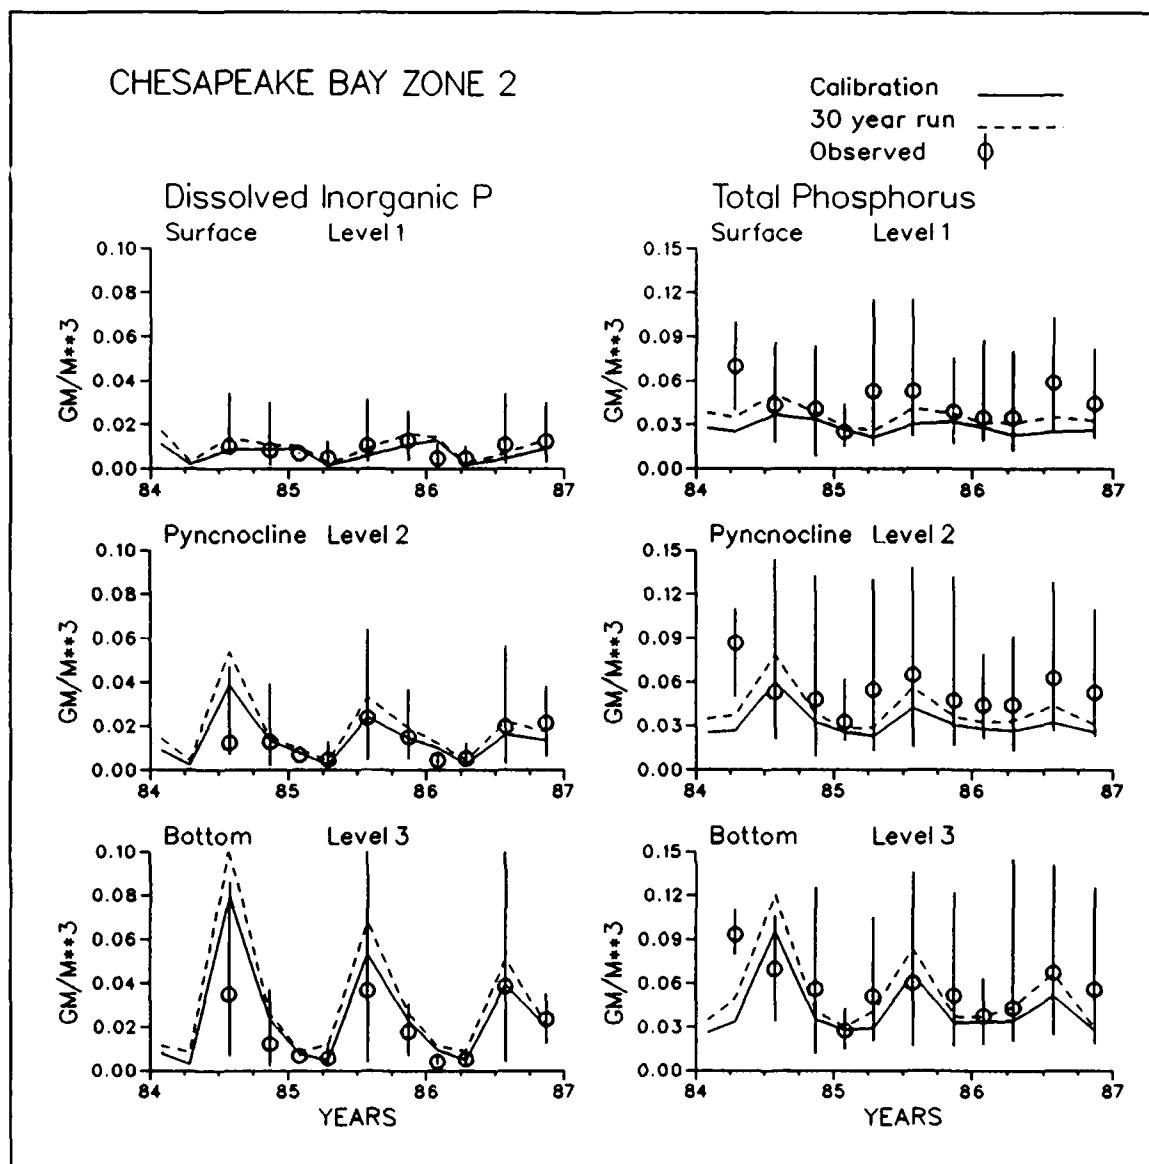 CHESAPEAKE BAY ZONE 2
Calibration
30 year run
Observed
Dissolved Inorganic P
Surface Level 1
0.10
0.08
0.06
0.04
0.02
0.00
GM/M**3
84 85 86 87
Total Phosphorus
Surface Level 1
0.15
0.12
0.09
0.06
0.03
0.00
GM/M**3
84 85 86 87
Pyncnocline Level 2
0.10
0.08
0.06
0.04
0.02
0.00
GM/M**3
84 85 86 87
Pyncnocline Level 2
0.15
0.12
0.09
0.06
0.03
0.00
GM/M**3
84 85 86 87
Bottom Level 3
0.10
0.08
0.06
0.04
0.02
0.00
GM/M**3
84 85 86 87
YEARS
Bottom Level 3
0.15
0.12
0.09
0.06
0.03
0.00
GM/M**3
84 85 86 87
YEARS